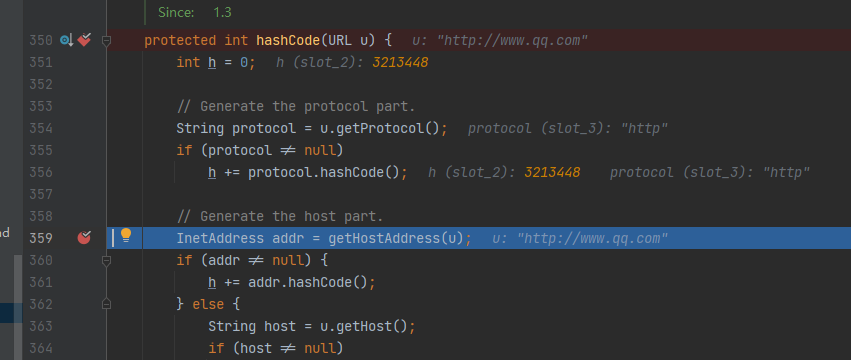 Since: 1.3
350 protected int hashCode(URL u) { u: "http://www.qq.com"
351 int h = 0; h (slot_2): 3213448
352
353 // Generate the protocol part.
354 String protocol = u.getProtocol(); protocol (slot_3): "http"
355 if (protocol ≠ null)
356 h += protocol.hashCode(); h (slot_2): 3213448 protocol (slot_3): "http"
357
358 // Generate the host part.
nd 359 InetAddress addr = getHostAddress(u); u: "http://www.qq.com"
360 if (addr ≠ null) {
361 h += addr.hashCode();
362 } else {
363 String host = u.getHost();
364 if (host ≠ null)